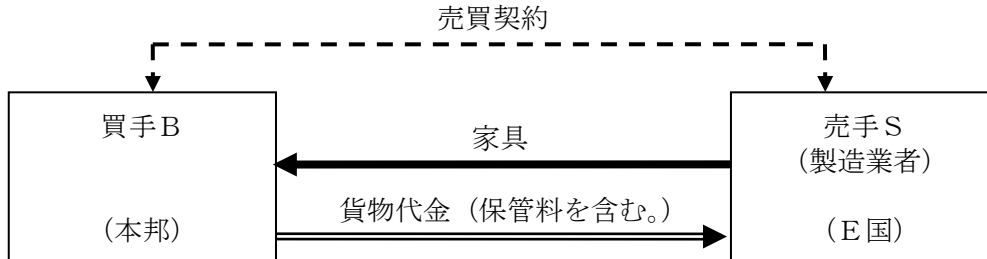 売買契約
買手B
(本邦)
家具
貨物代金(保管料を含む。)
売手S
(製造業者)
(E国)